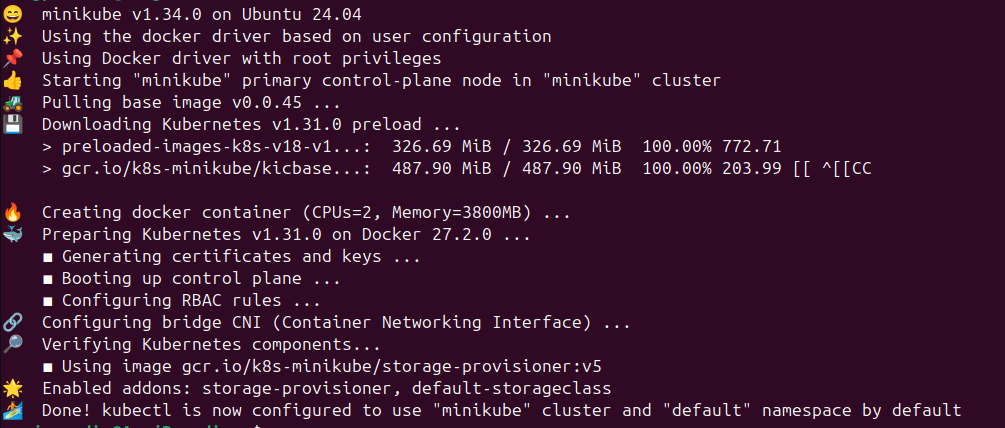 😄 minikube v1.34.0 on Ubuntu 24.04
✨ Using the docker driver based on user configuration
📌 Using Docker driver with root privileges
👍 Starting "minikube" primary control-plane node in "minikube" cluster
🚜 Pulling base image v0.0.45 ...
💾 Downloading Kubernetes v1.31.0 preload ...
> preloaded-images-k8s-v18-v1...: 326.69 MiB / 326.69 MiB 100.00% 772.71
> gcr.io/k8s-minikube/kicbase...: 487.90 MiB / 487.90 MiB 100.00% 203.99 [[ ^[[CC
🔥 Creating docker container (CPUs=2, Memory=3800MB) ...
🐳 Preparing Kubernetes v1.31.0 on Docker 27.2.0 ...
▪ Generating certificates and keys ...
▪ Booting up control plane ...
▪ Configuring RBAC rules ...
🔗 Configuring bridge CNI (Container Networking Interface) ...
🔎 Verifying Kubernetes components...
▪ Using image gcr.io/k8s-minikube/storage-provisioner:v5
🌟 Enabled addons: storage-provisioner, default-storageclass
🏄 Done! kubectl is now configured to use "minikube" cluster and "default" namespace by default